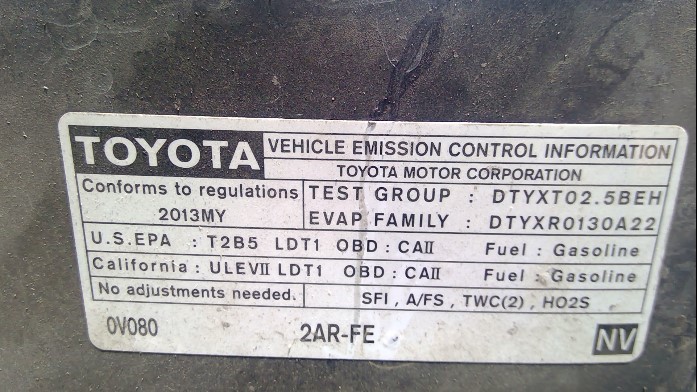 TOYOTA VEHICLE EMISSION CONTROL INFORMATION
TOYOTA MOTOR CORPORATION
Conforms to regulations TEST GROUP : DTYXT02.5BEH
2013MY EVAP. FAMILY : DTYXR0130A22
U.S.EPA : T2B5 LDT1 OBD : CAII Fuel : Gasoline
California : ULEVII LDT1 OBD : CAII Fuel : Gasoline
No adjustments needed. SFI , A/FS , TWC(2) , HO2S
0V080 2AR-FE NV